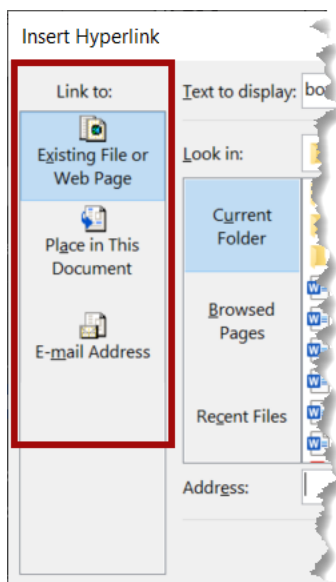 Insert Hyperlink
Link to:
Existing File or
Web Page
Place in This
Document
E-mail Address
Text to display:
Look in:
Current
Folder
Browsed
Pages
Recent Files
Address: